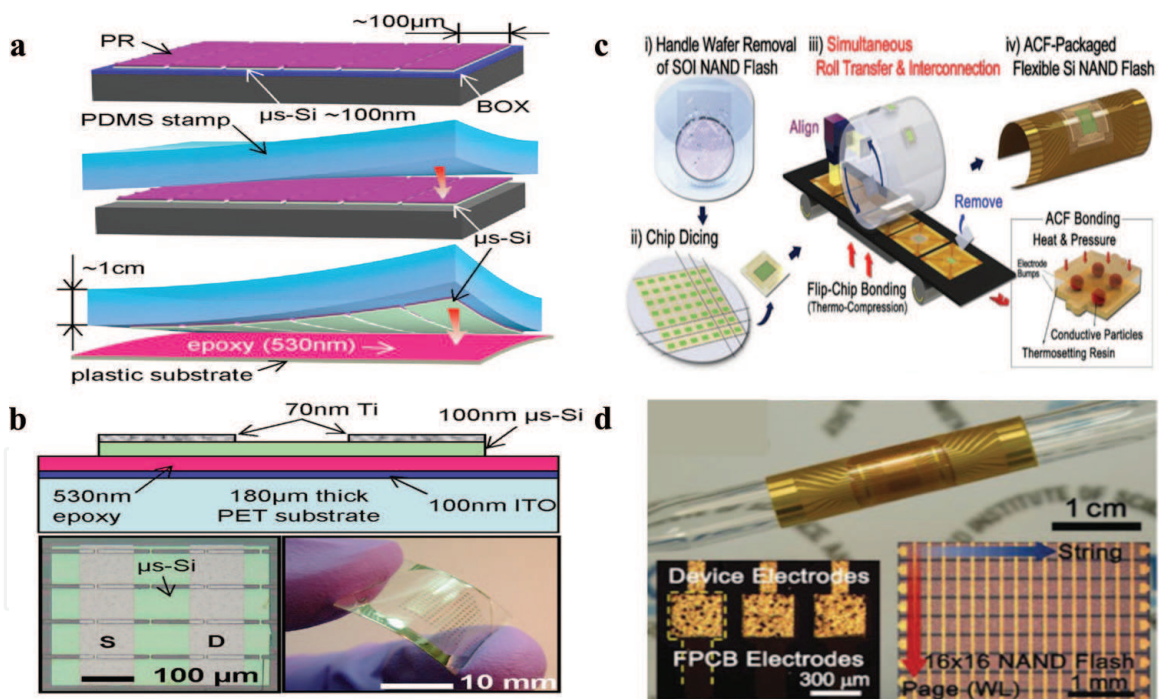 a
~100μm
PR
BOX
μs-Si ~100nm
PDMS stamp
μs-Si
~1cm
epoxy (530nm)
plastic substrate
b
70nm Ti
100nm μs-Si
530nm
epoxy
180μm thick
PET substrate
100nm ITO
μs-Si
S
D
100 μm
10 mm
c
i) Handle Wafer Removal
of SOI NAND Flash
iii) Simultaneous
Roll Transfer & Interconnection
iv) ACF-Packaged
Flexible Si NAND Flash
Align
Remove
ii) Chip Dicing
Flip-Chip Bonding
(Thermo-Compression)
ACF Bonding
Heat & Pressure
Electrode
Bumps
Conductive Particles
Thermosetting Resin
d
INSTITUTE OF SC
1 cm
Device Electrodes
FPCB Electrodes
300 μm
String
16x16 NAND Flash
Page (WL)
1 mm